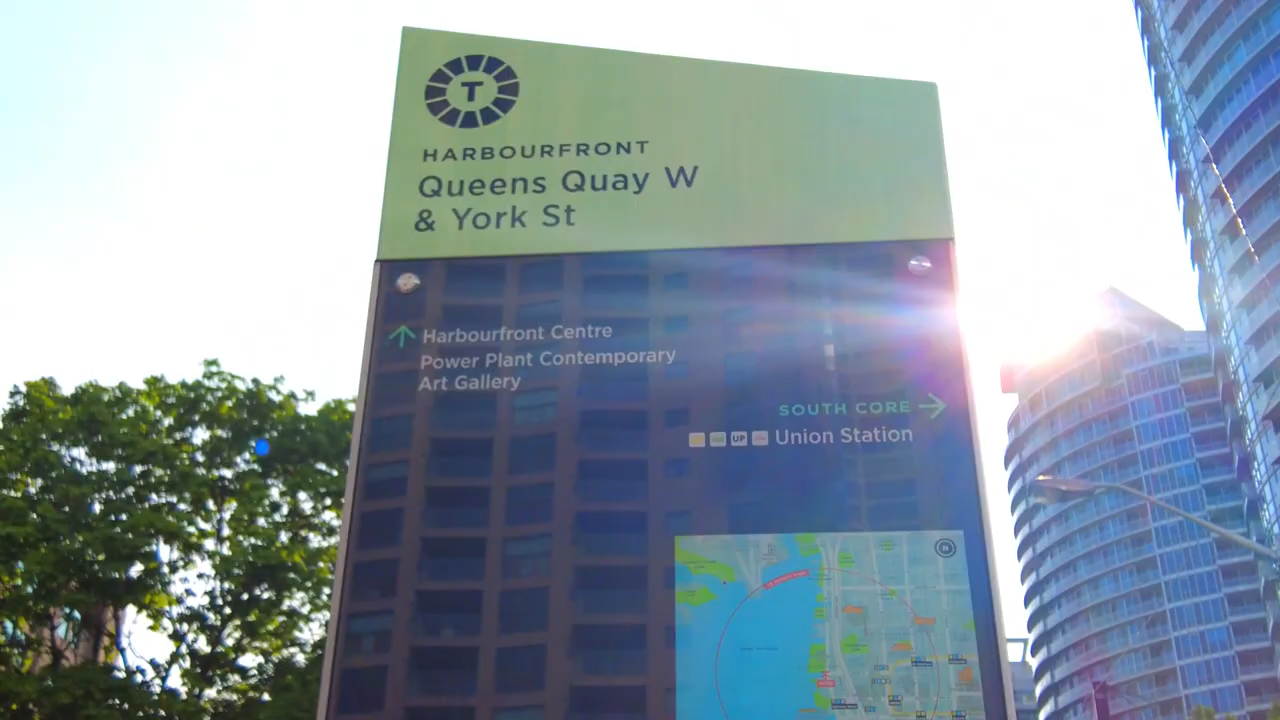 T
HARBOURFRONT
Queens Quay W
& York St
Harbourfront Centre
Power Plant Contemporary
Art Gallery
SOUTH CORE
UP Union Station